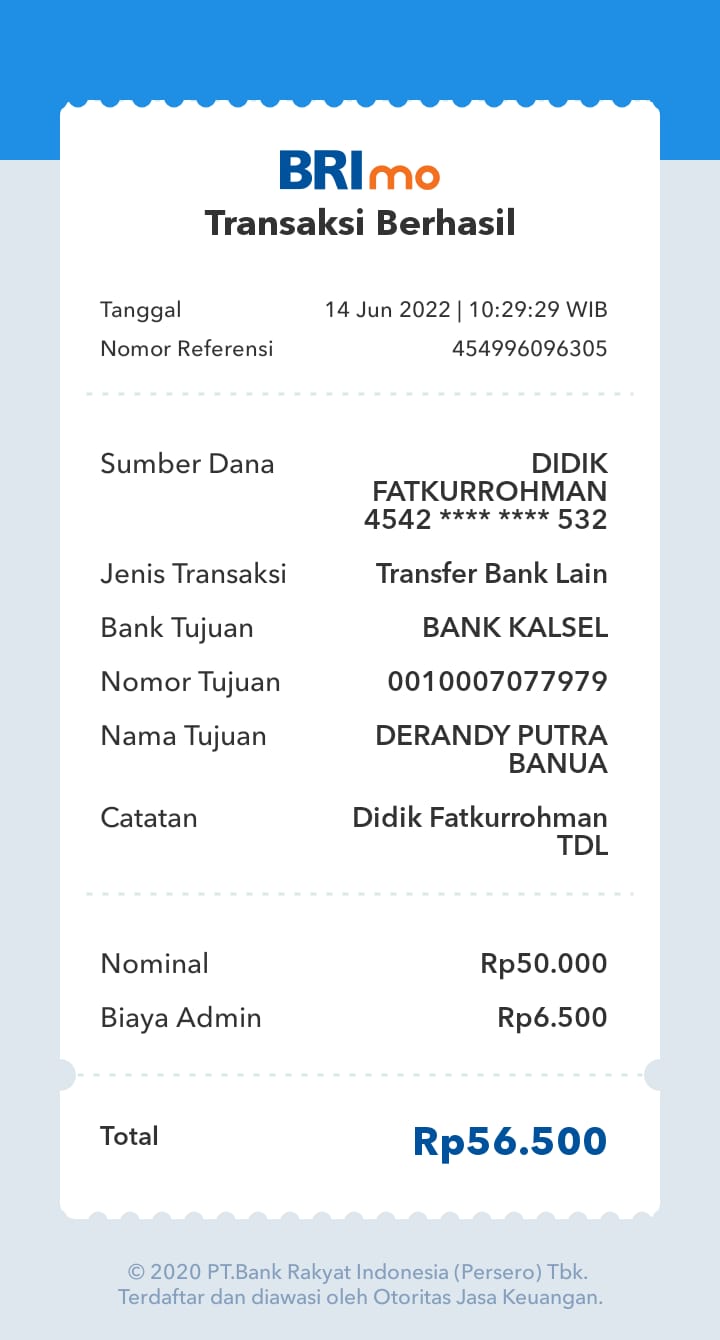 BRImo
Transaksi Berhasil
Tanggal 14 Jun 2022 | 10:29:29 WIB
Nomor Referensi 454996096305
Sumber Dana DIDIK
FATKURROHMAN
4542 **** **** 532
Jenis Transaksi Transfer Bank Lain
Bank Tujuan BANK KALSEL
Nomor Tujuan 0010007077979
Nama Tujuan DERANDY PUTRA
BANUA
Catatan Didik Fatkurrohman
TDL
Nominal Rp50.000
Biaya Admin Rp6.500
Total Rp56.500
© 2020 PT.Bank Rakyat Indonesia (Persero) Tbk.
Terdaftar dan diawasi oleh Otoritas Jasa Keuangan.